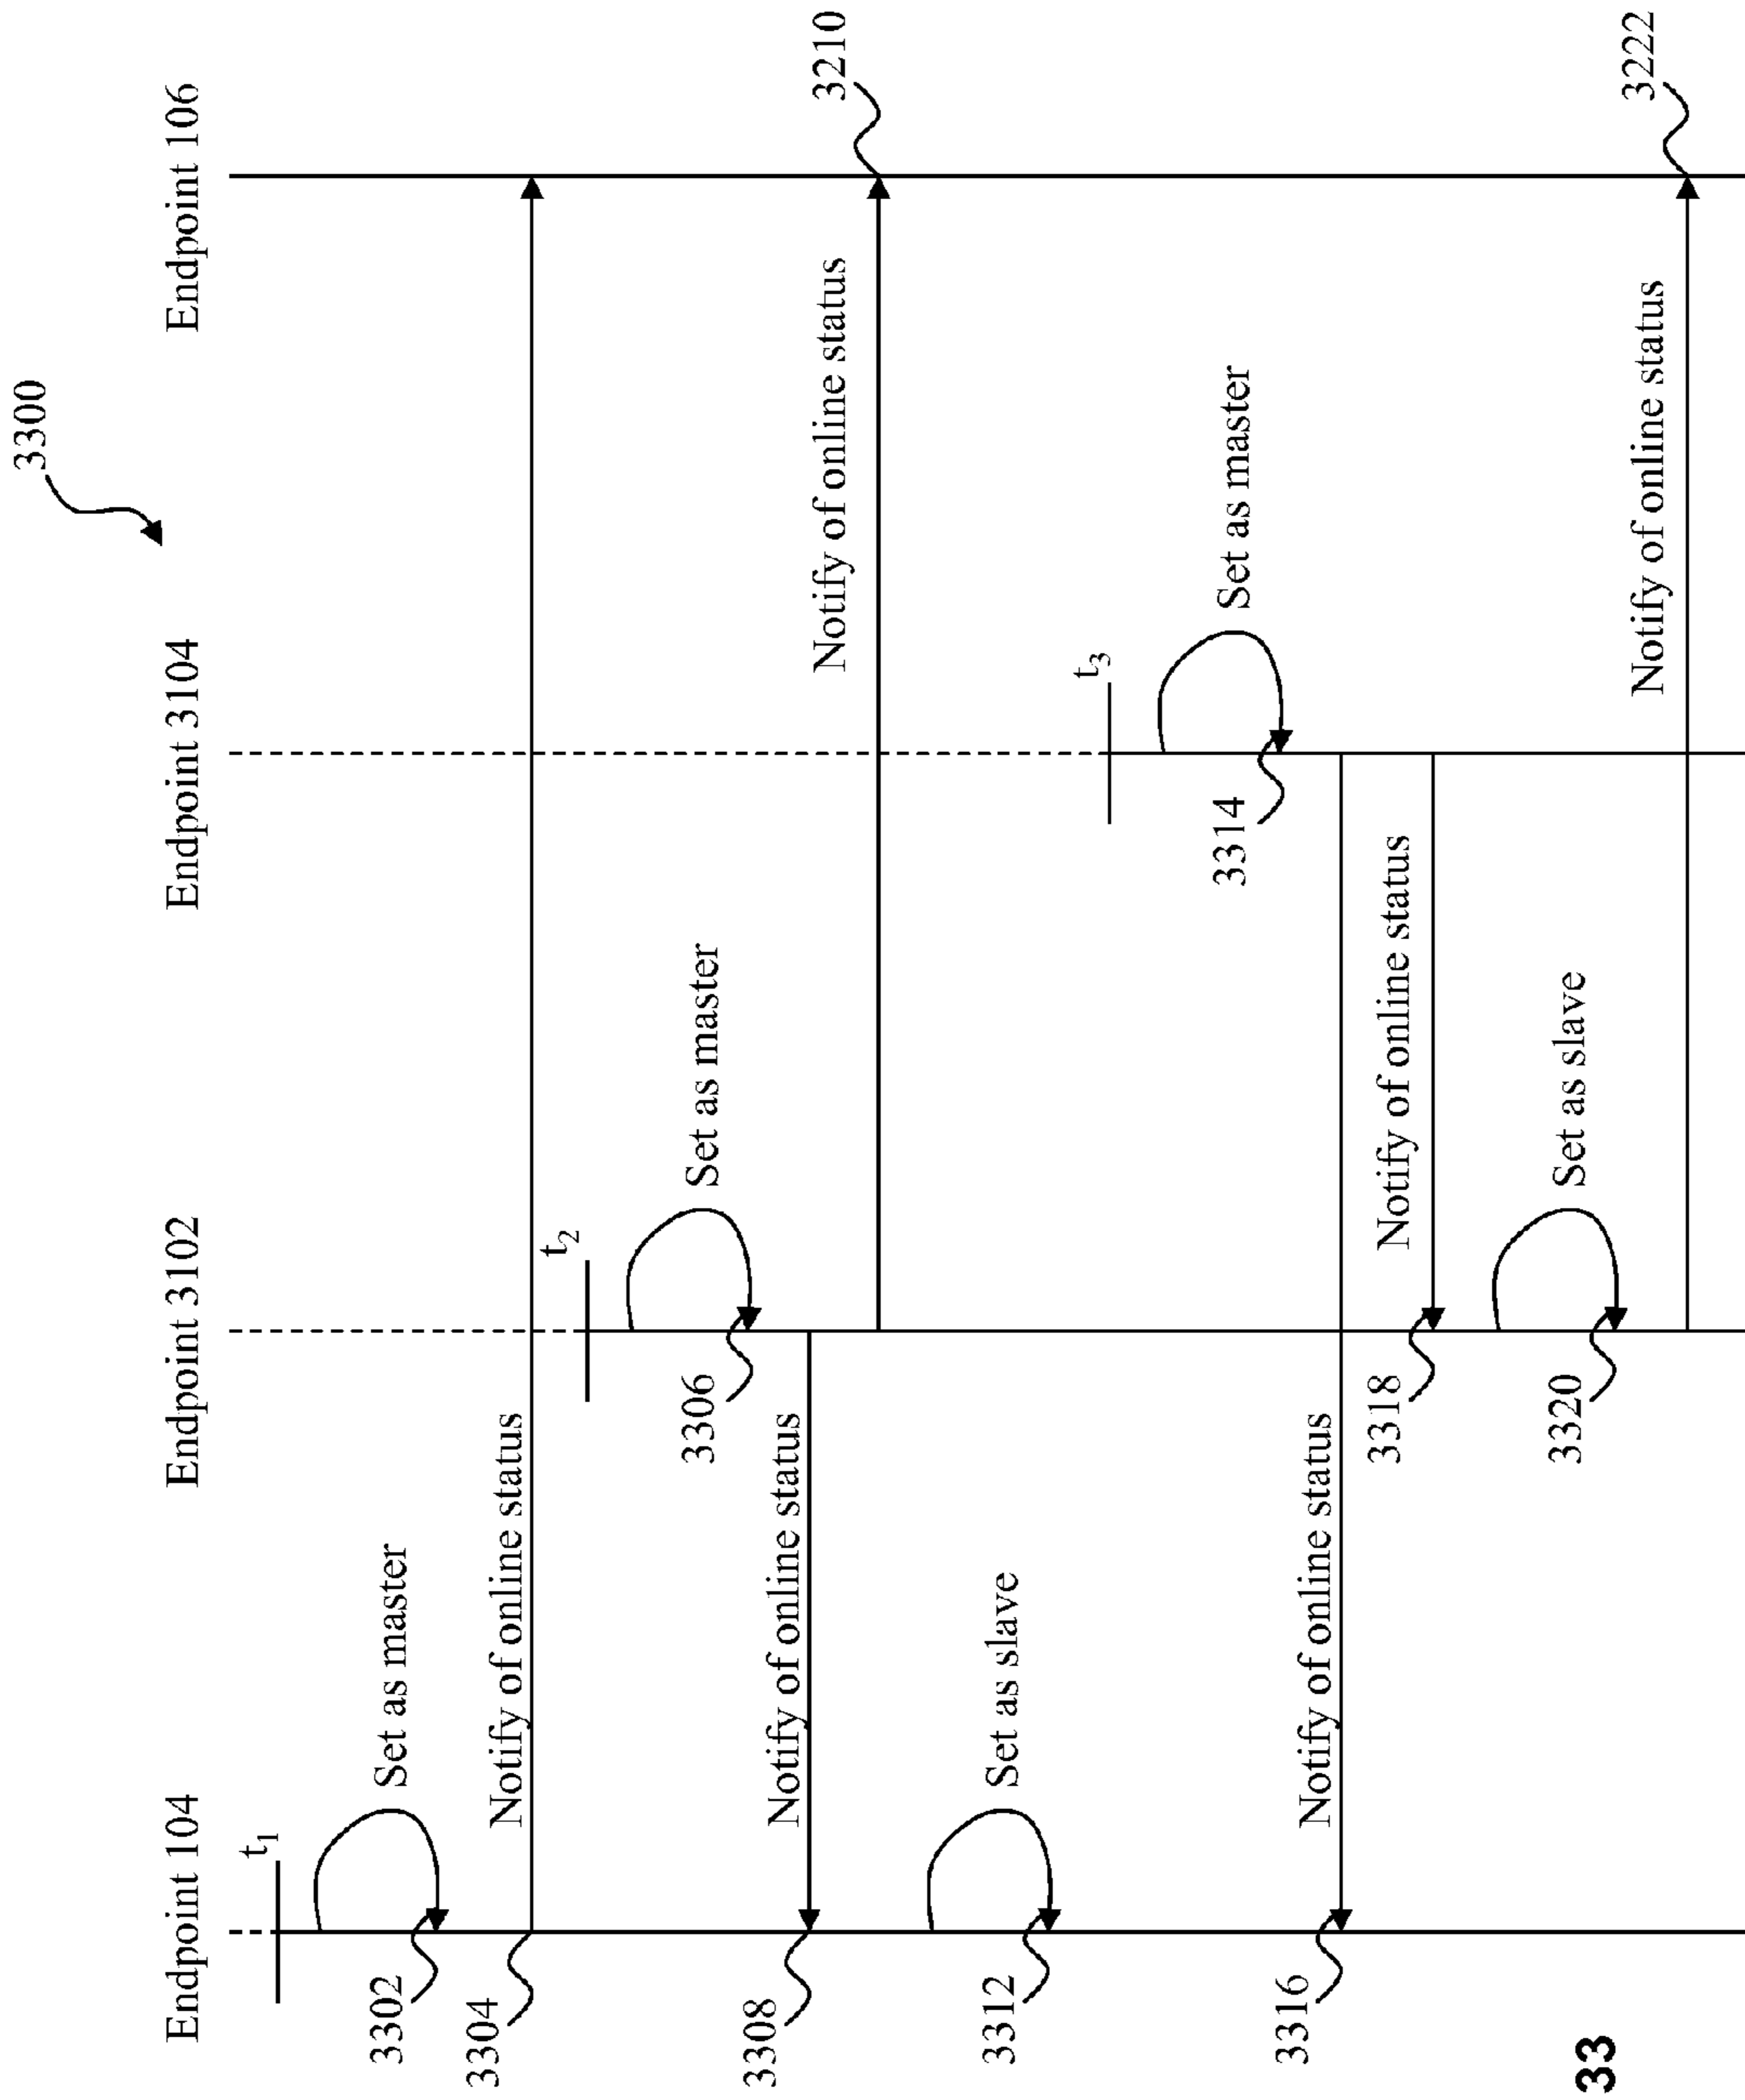 3300
Endpoint 104
Endpoint 3102
Endpoint 3104
Endpoint 106
t1
Set as master
3302
Notify of online status
3304
t2
Set as master
3306
Notify of online status
3308
Notify of online status
3210
Set as slave
3312
t3
Set as master
3314
Notify of online status
3316
Notify of online status
3318
Set as slave
3320
Notify of online status
3222
33